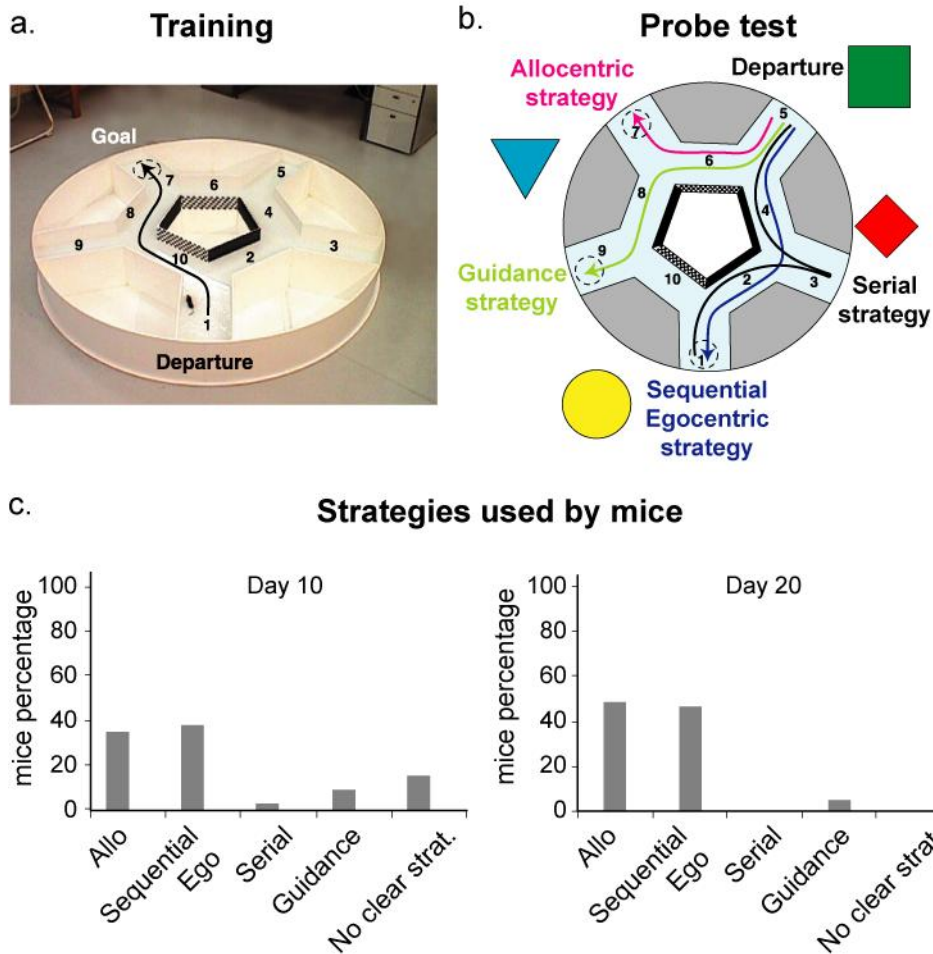 a.
Training
Goal
7
6
5
8
4
9
10
2
3
1
Departure
b.
Probe test
Allocentric
strategy
Departure
5
7
6
8
4
9
10
2
3
1
Guidance
strategy
Serial
strategy
Sequential
Egocentric
strategy
c.
Strategies used by mice
Day 10
mice percentage
100
80
60
40
20
0
Allo
Sequential
Ego
Serial
Guidance
No clear strat.
Day 20
mice percentage
100
80
60
40
20
0
Allo
Sequential
Ego
Serial
Guidance
No clear strat